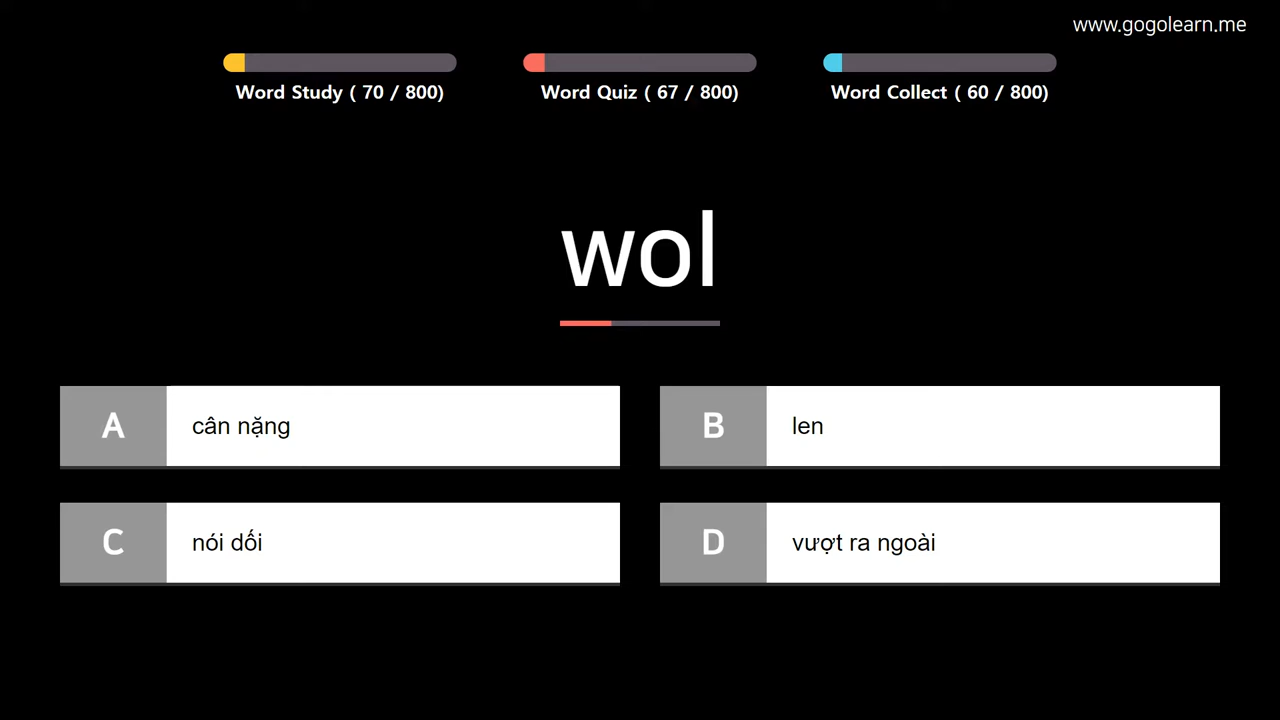 www.gogolearn.me
Word Study ( 70 / 800)
Word Quiz ( 67 / 800)
Word Collect ( 60 / 800)
wol
A cân nặng
B len
C nói dối
D vượt ra ngoài